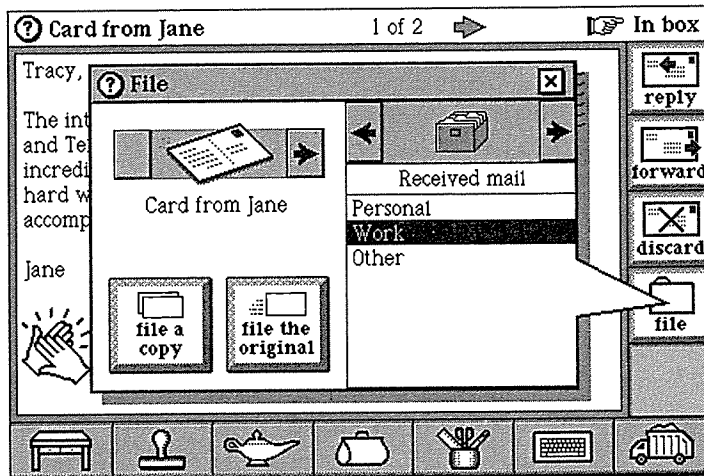 Card from Jane
1 of 2
In box
Tracy,
The int
and Te
incredi
hard w
accomp
Jane
File
Card from Jane
file a
copy
file the
original
Received mail
Personal
Work
Other
reply
forward
discard
file